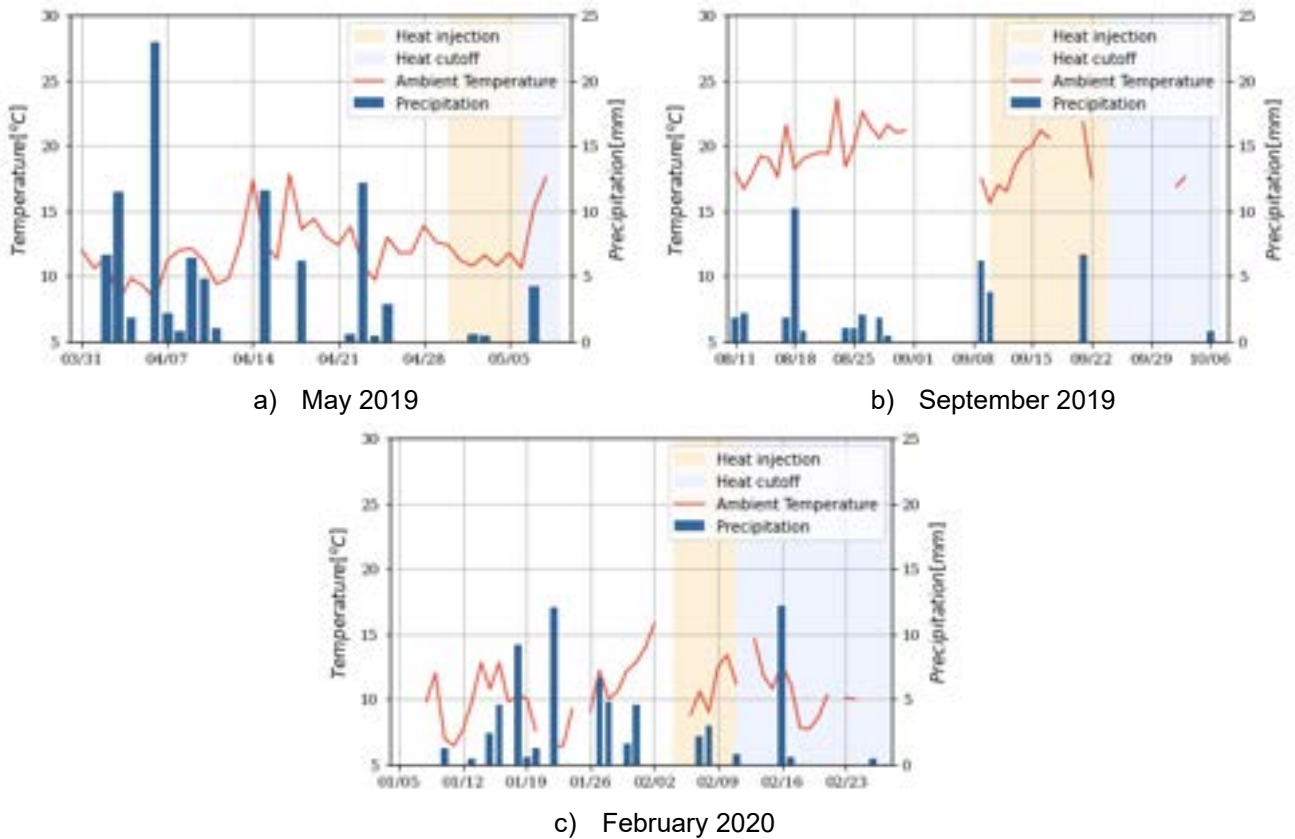 30
25
20
15
10
5
Temperature[°C]
25
20
15
10
5
0
Precipitation[mm]
Heat injection
Heat cutoff
Ambient Temperature
Precipitation
03/31 04/07 04/14 04/21 04/28 05/05
a) May 2019
30
25
20
15
10
5
Temperature[°C]
25
20
15
10
5
0
Precipitation[mm]
Heat injection
Heat cutoff
Ambient Temperature
Precipitation
08/11 08/18 08/25 09/01 09/08 09/15 09/22 09/29 10/06
b) September 2019
30
25
20
15
10
5
Temperature[°C]
25
20
15
10
5
0
Precipitation[mm]
Heat injection
Heat cutoff
Ambient Temperature
Precipitation
01/05 01/12 01/19 01/26 02/02 02/09 02/16 02/23
c) February 2020